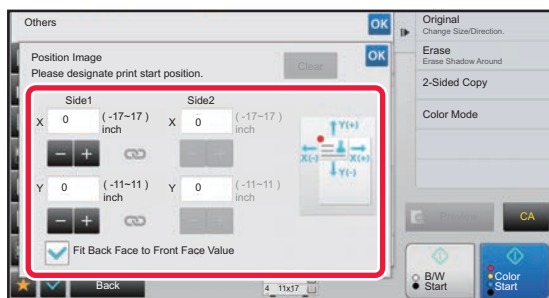 Others
OK
Position Image
Please designate print start position.
Clear
OK
Side1
Side2
X 0 (-17~17) inch
X 0 (-17~17) inch
Y(+)
X(-) X(+)
Y(-)
− +
− +
Y 0 (-11~11) inch
Y 0 (-11~11) inch
− +
− +
Fit Back Face to Front Face Value
Back
4 11x17
Original
Change Size/Direction.
Erase
Erase Shadow Around
2-Sided Copy
Color Mode
Preview
CA
B/W
Start
Color
Start